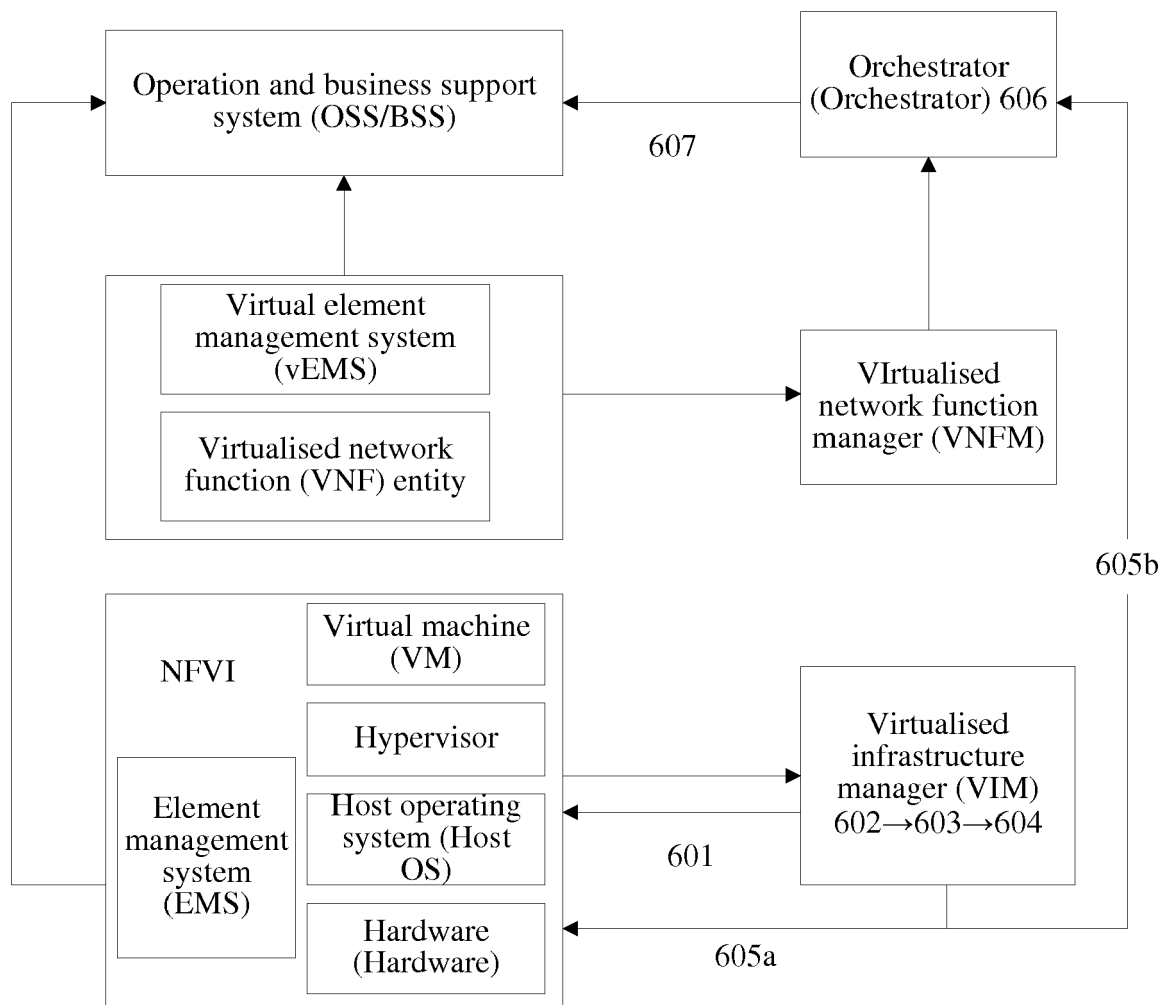 Operation and business support
system (OSS/BSS)
Orchestrator
(Orchestrator) 606
607
Virtual element
management system
(vEMS)
Virtualised network
function (VNF) entity
VIrtualised
network function
manager (VNFM)
605b
NFVI
Virtual machine
(VM)
Hypervisor
Host operating
system (Host
OS)
Hardware
(Hardware)
Element
management
system
(EMS)
Virtualised
infrastructure
manager (VIM)
602→603→604
601
605a